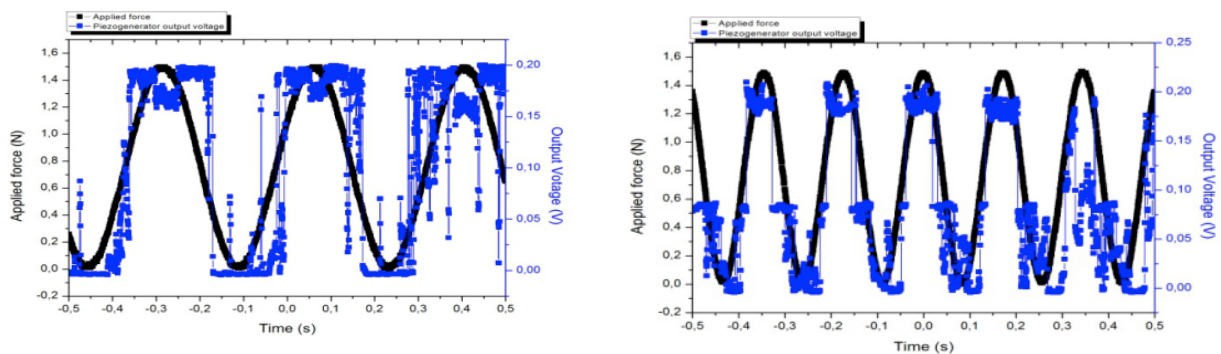 Applied force
Piezogenerator output voltage
1,6
1,4
1,2
1,0
0,8
0,6
0,4
0,2
0,0
-0,2
Applied force (N)
0,20
0,15
0,10
0,05
0,00
Output Voltage (V)
-0,5 -0,4 -0,3 -0,2 -0,1 0,0 0,1 0,2 0,3 0,4 0,5
Time (s)
Applied force
Piezogenerator output voltage
1,6
1,4
1,2
1,0
0,8
0,6
0,4
0,2
0,0
-0,2
Applied force (N)
0,25
0,20
0,15
0,10
0,05
0,00
Output Voltage (V)
-0,5 -0,4 -0,3 -0,2 -0,1 0,0 0,1 0,2 0,3 0,4 0,5
Time (s)